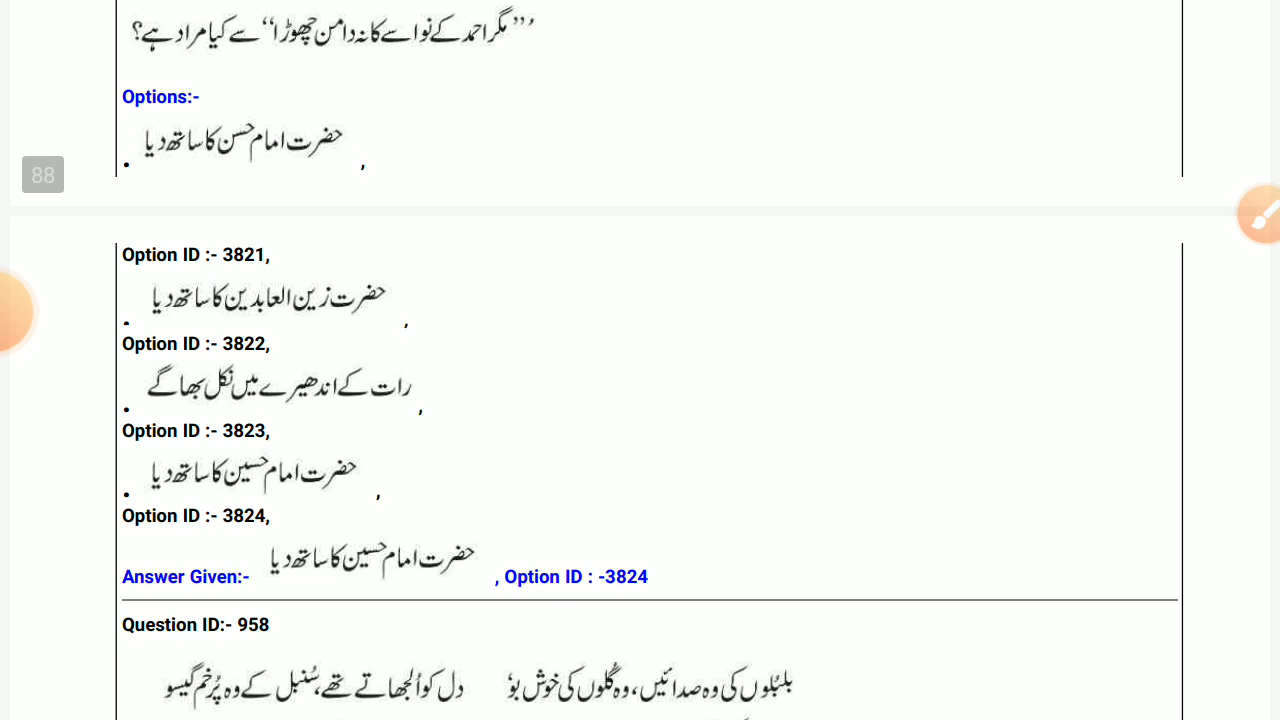 ’ ’’مگر احمد کے نواسے کا نہ دامن چھوڑا‘‘ سے کیا مراد ہے؟
Options:-
• حضرت امام حسن کا ساتھ دیا ,
88
Option ID :- 3821,
• حضرت زین العابدین کا ساتھ دیا ,
Option ID :- 3822,
• رات کے اندھیرے میں نکل بھاگے ,
Option ID :- 3823,
• حضرت امام حسین کا ساتھ دیا ,
Option ID :- 3824,
Answer Given:- حضرت امام حسین کا ساتھ دیا , Option ID : -3824
Question ID:- 958
بلبُلوں کی وہ صدائیں، وہ گُلوں کی خوش بوٗ دل کو اُلجھاتے تھے، سُنبل کے وہ پُرخم گیسو